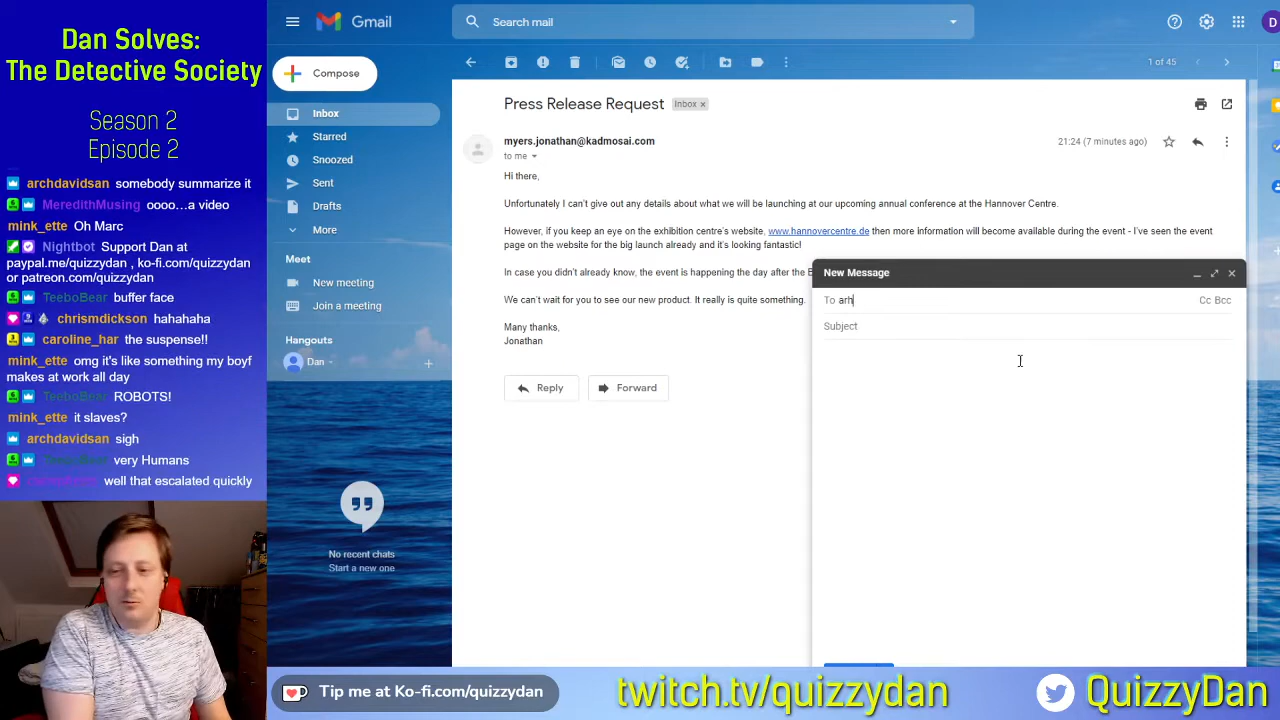 Dan Solves:
The Detective Society
Season 2
Episode 2
archdavidsan somebody summarize it
MeredithMusing oooo...a video
mink_ette Oh Marc
Nightbot Support Dan at
paypal.me/quizzydan , ko-fi.com/quizzydan
or patreon.com/quizzydan
TeeboBear buffer face
chrismdickson hahahaha
caroline_har the suspense!!
mink_ette omg it's like something my boyf
makes at work all day
TeeboBear ROBOTS!
mink_ette it slaves?
archdavidsan sigh
TeeboBear very Humans
well that escalated quickly
Gmail
Search mail
D
Compose
Inbox
Starred
Snoozed
Sent
Drafts
More
Meet
New meeting
Join a meeting
Hangouts
Dan
No recent chats
Start a new one
1 of 45
Press Release Request Inbox x
myers.jonathan@kadmosai.com 21:24 (7 minutes ago)
to me
Hi there,
Unfortunately I can't give out any details about what we will be launching at our upcoming annual conference at the Hannover Centre.
However, if you keep an eye on the exhibition centre's website, www.hannovercentre.de then more information will become available during the event - I've seen the event
page on the website for the big launch already and it's looking fantastic!
In case you didn't already know, the event is happening the day after the
We can't wait for you to see our new product. It really is quite something.
Many thanks,
Jonathan
Reply Forward
New Message
To arh Cc Bcc
Subject
Tip me at Ko-fi.com/quizzydan
twitch.tv/quizzydan
QuizzyDan